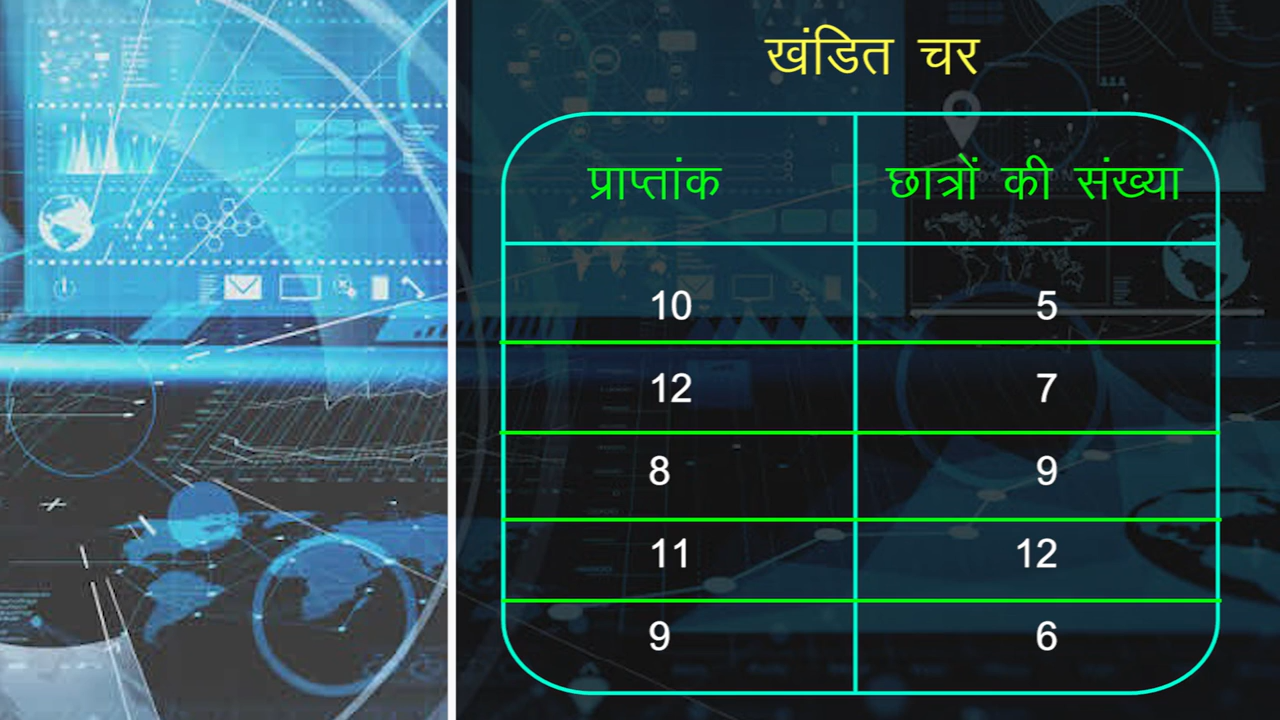 खंडित चर
प्राप्तांक छात्रों की संख्या
10 5
12 7
8 9
11 12
9 6